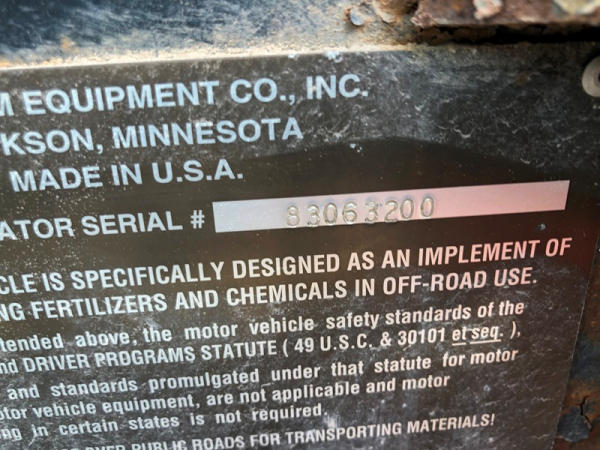 M EQUIPMENT CO., INC.
KSON, MINNESOTA
MADE IN U.S.A.
ATOR SERIAL # 83063200
CLE IS SPECIFICALLY DESIGNED AS AN IMPLEMENT OF
NG FERTILIZERS AND CHEMICALS IN OFF-ROAD USE.
tended above, the motor vehicle safety standards of the
nd DRIVER PROGRAMS STATUTE ( 49 U.S.C. & 30101 et seq. ),
and standards promulgated under that statute for motor
otor vehicle equipment, are not applicable and motor
ng in certain states is not required.
OVER PUBLIC ROADS FOR TRANSPORTING MATERIALS!